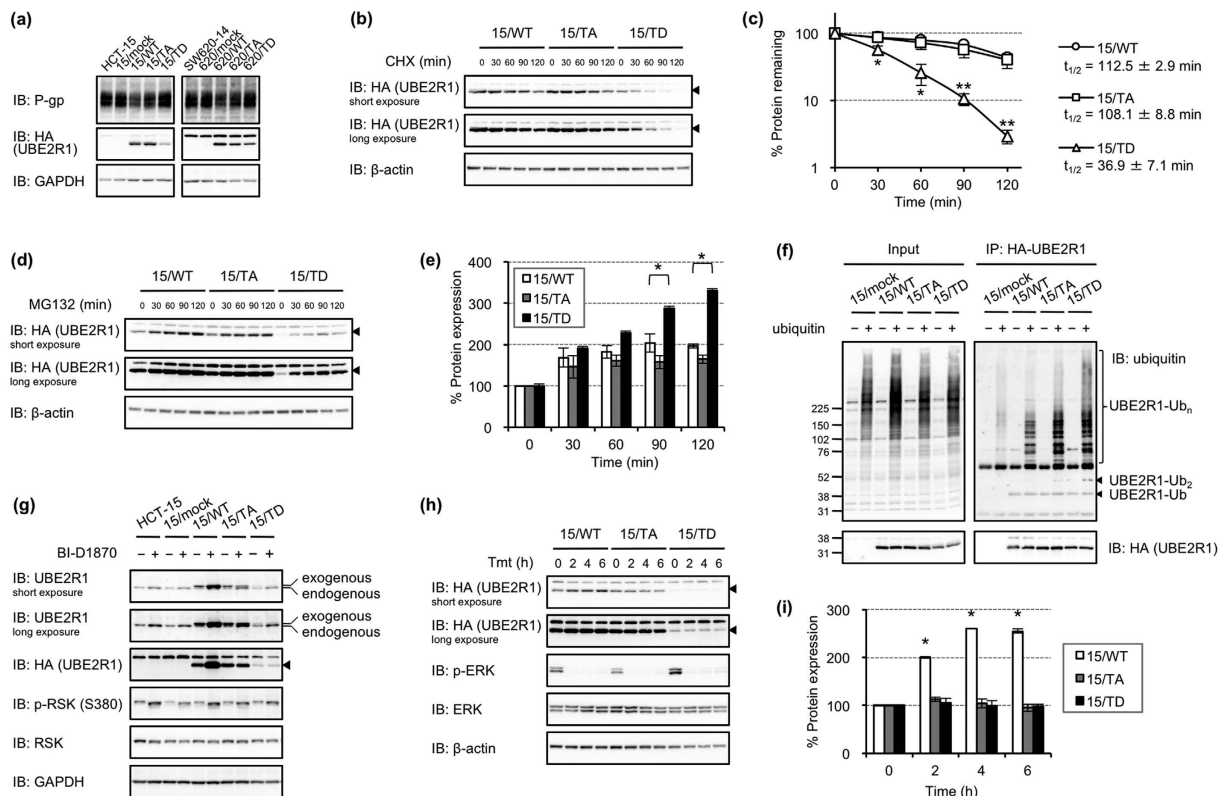 (a)
HCT-15
15/mock
15/WT
15/TA
15/TD
SW620-14
620/mock
620/WT
620/TA
620/TD
IB: P-gp
IB: HA
(UBE2R1)
IB: GAPDH
(b)
15/WT 15/TA 15/TD
CHX (min) 0 30 60 90 120 0 30 60 90 120 0 30 60 90 120
IB: HA (UBE2R1)
short exposure
IB: HA (UBE2R1)
long exposure
IB: β-actin
(c)
% Protein remaining
100
10
1
* * ** **
0 30 60 90 120
Time (min)
15/WT
t1/2 = 112.5 ± 2.9 min
15/TA
t1/2 = 108.1 ± 8.8 min
15/TD
t1/2 = 36.9 ± 7.1 min
(d)
15/WT 15/TA 15/TD
MG132 (min) 0 30 60 90 120 0 30 60 90 120 0 30 60 90 120
IB: HA (UBE2R1)
short exposure
IB: HA (UBE2R1)
long exposure
IB: β-actin
(e)
% Protein expression
400
300
200
100
0
15/WT
15/TA
15/TD
* *
0 30 60 90 120
Time (min)
(f)
Input IP: HA-UBE2R1
15/mock
15/WT
15/TA
15/TD
15/mock
15/WT
15/TA
15/TD
ubiquitin − + − + − + − + − + − + − + − +
IB: ubiquitin
UBE2R1-Ubn
225
150
102
76
52
38
31
UBE2R1-Ub2
UBE2R1-Ub
38
31
IB: HA (UBE2R1)
(g)
HCT-15
15/mock
15/WT
15/TA
15/TD
BI-D1870 − + − + − + − + − +
IB: UBE2R1
short exposure
exogenous
endogenous
IB: UBE2R1
long exposure
exogenous
endogenous
IB: HA (UBE2R1)
IB: p-RSK (S380)
IB: RSK
IB: GAPDH
(h)
15/WT 15/TA 15/TD
Tmt (h) 0 2 4 6 0 2 4 6 0 2 4 6
IB: HA (UBE2R1)
short exposure
IB: HA (UBE2R1)
long exposure
IB: p-ERK
IB: ERK
IB: β-actin
(i)
% Protein expression
300
200
100
0
* * *
15/WT
15/TA
15/TD
0 2 4 6
Time (h)